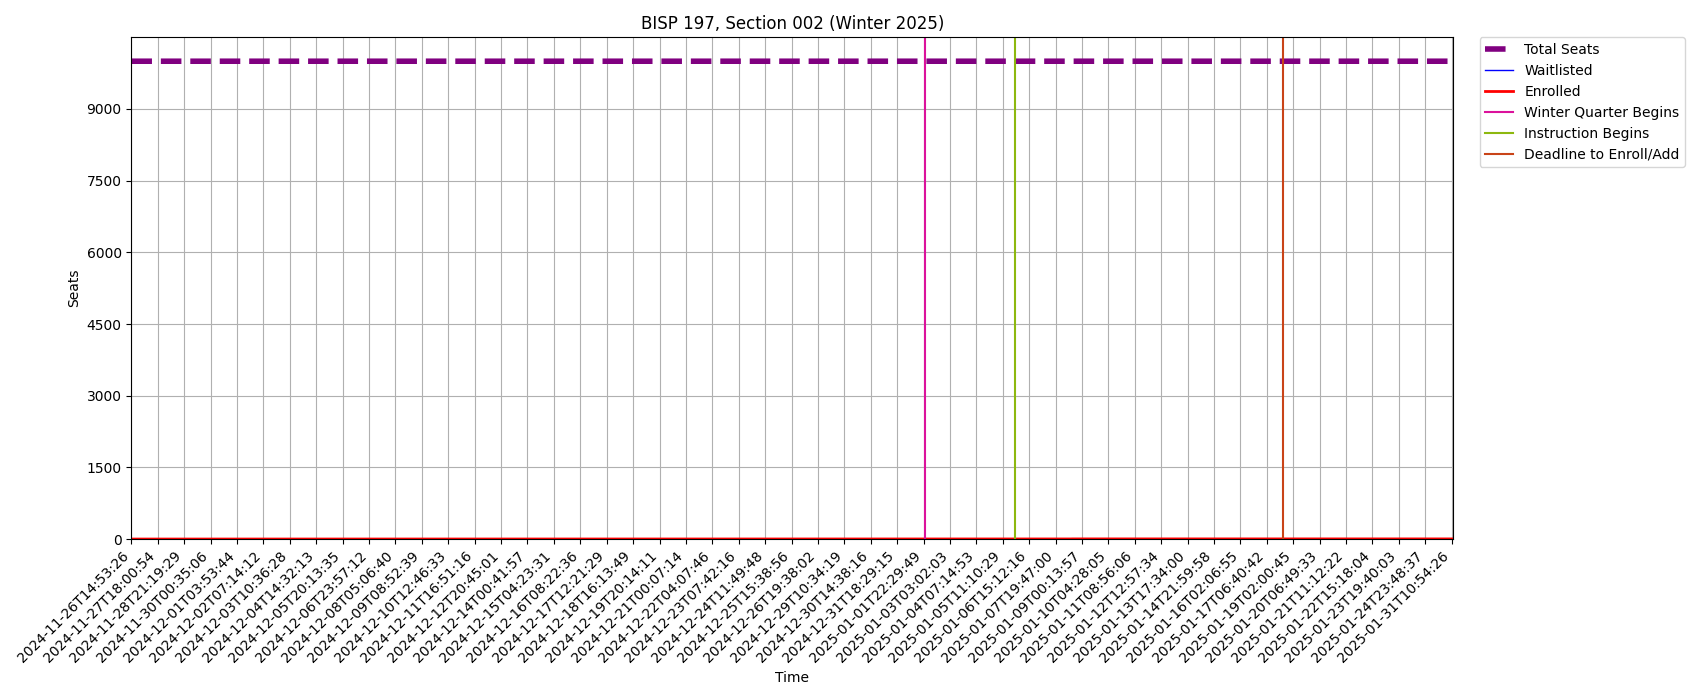 BISP 197, Section 002 (Winter 2025)
Total Seats
Waitlisted
Enrolled
Winter Quarter Begins
Instruction Begins
Deadline to Enroll/Add
Seats
9000
7500
6000
4500
3000
1500
0
2024-11-26T14:53:26
2024-11-27T18:00:54
2024-11-28T21:19:29
2024-11-30T00:35:06
2024-12-01T03:53:44
2024-12-02T07:14:12
2024-12-03T10:36:28
2024-12-04T14:32:13
2024-12-05T20:13:35
2024-12-06T23:57:12
2024-12-08T05:06:40
2024-12-09T08:52:39
2024-12-10T12:46:33
2024-12-11T16:51:16
2024-12-12T20:45:01
2024-12-14T00:41:57
2024-12-15T04:23:31
2024-12-16T08:22:36
2024-12-17T12:21:29
2024-12-18T16:13:49
2024-12-19T20:14:11
2024-12-21T00:07:14
2024-12-22T04:07:46
2024-12-23T07:42:16
2024-12-24T11:49:48
2024-12-25T15:38:56
2024-12-26T19:38:02
2024-12-29T10:34:19
2024-12-30T14:38:16
2024-12-31T18:29:15
2025-01-01T22:29:49
2025-01-03T03:02:03
2025-01-04T07:14:53
2025-01-05T11:10:29
2025-01-06T15:12:16
2025-01-07T19:47:00
2025-01-09T00:13:57
2025-01-10T04:28:05
2025-01-11T08:56:06
2025-01-12T12:57:34
2025-01-13T17:34:00
2025-01-14T21:59:58
2025-01-16T02:06:55
2025-01-17T06:40:42
2025-01-19T02:00:45
2025-01-20T06:49:33
2025-01-21T11:12:22
2025-01-22T15:18:04
2025-01-23T19:40:03
2025-01-24T23:48:37
2025-01-31T10:54:26
Time